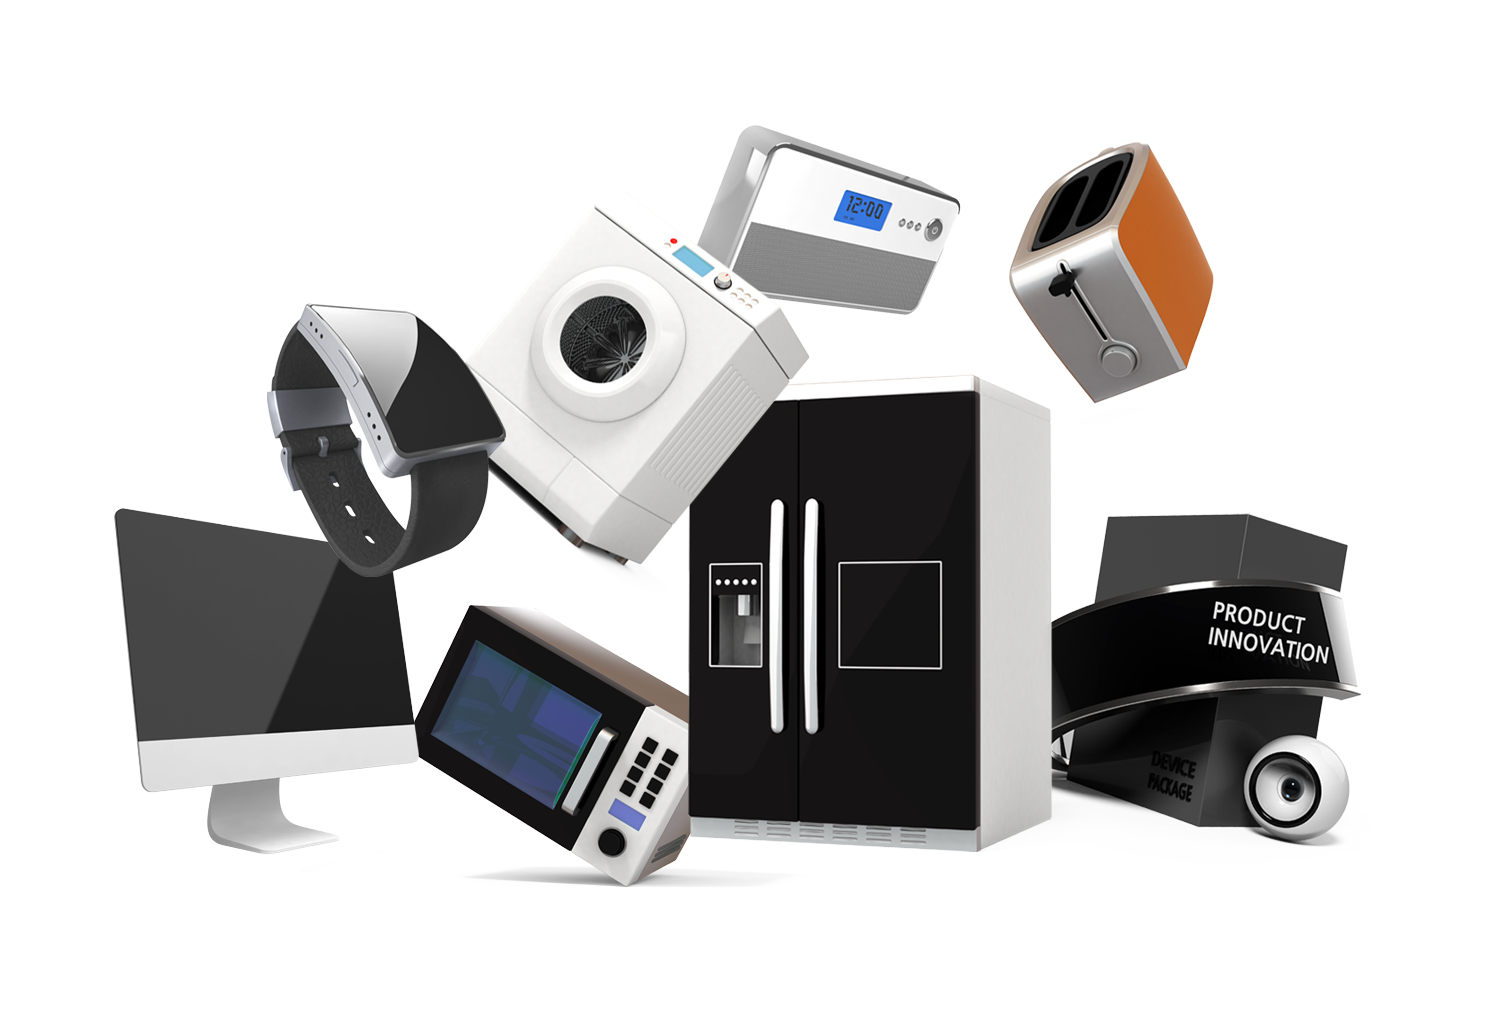 12:00
PRODUCT
INNOVATION
DEVICE
PACKAGE